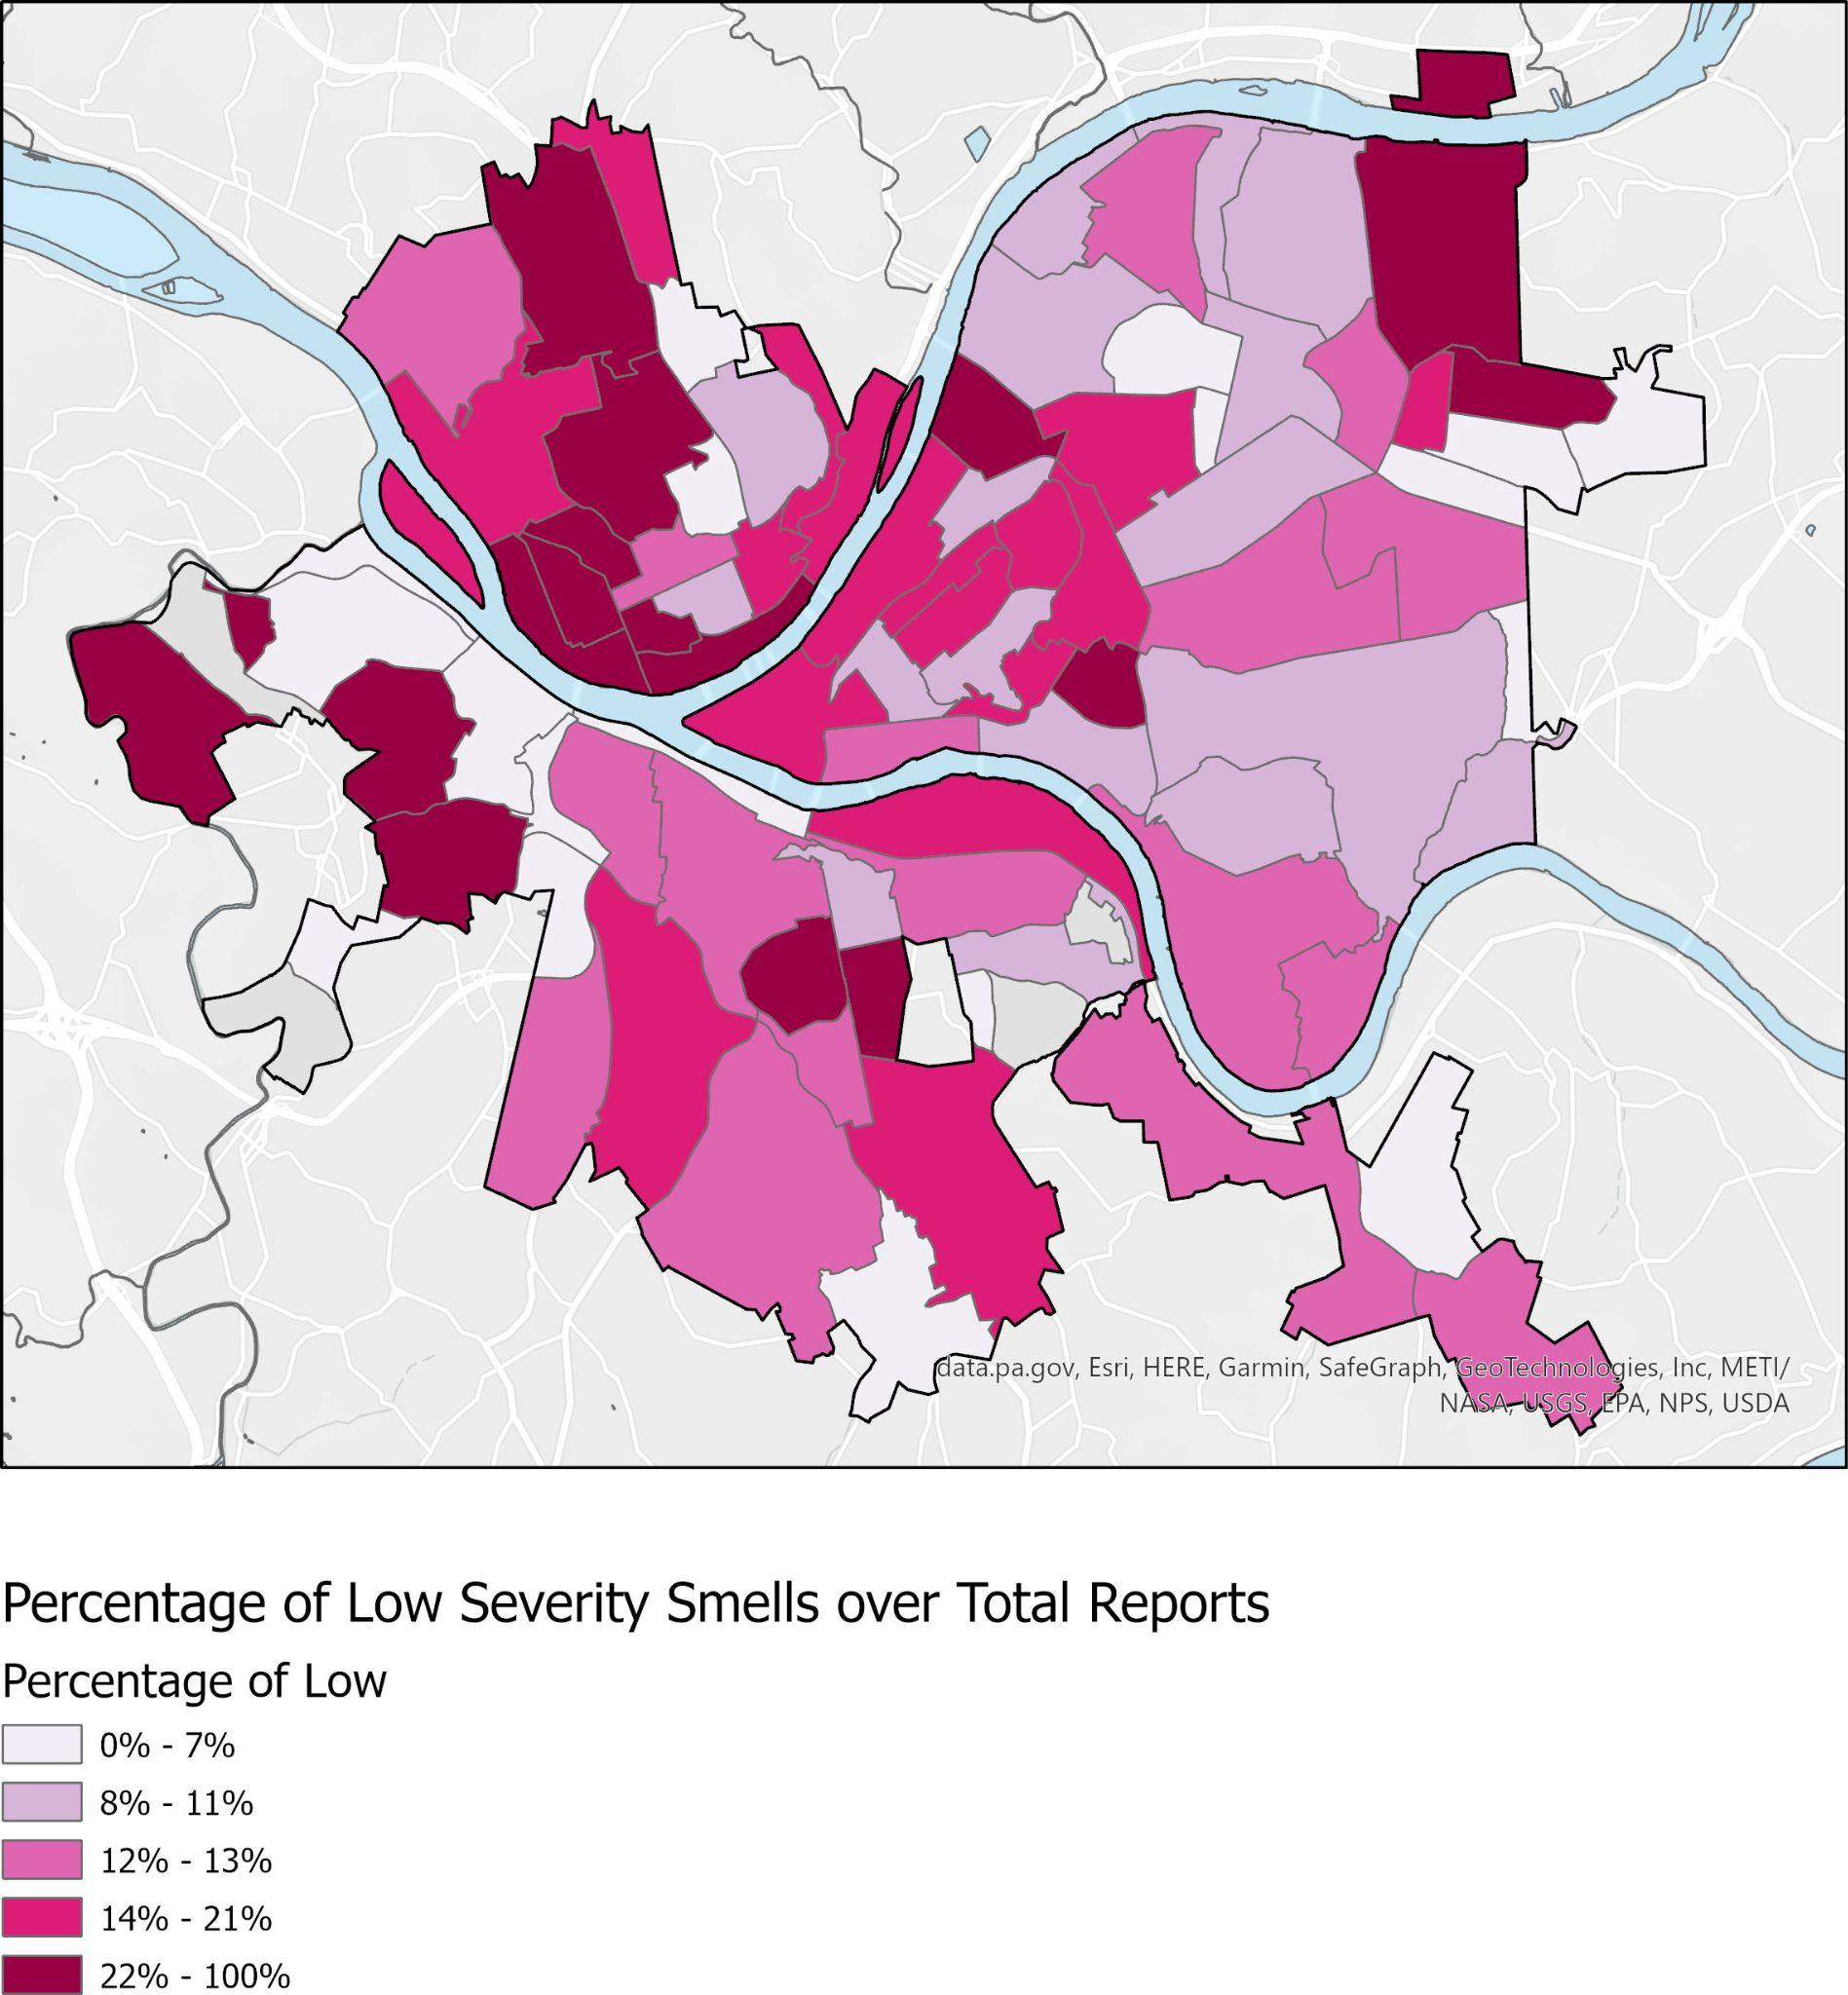 data.pa.gov, Esri, HERE, Garmin, SafeGraph, GeoTechnologies, Inc, METI/
NASA, USGS, EPA, NPS, USDA
Percentage of Low Severity Smells over Total Reports
Percentage of Low
0% - 7%
8% - 11%
12% - 13%
14% - 21%
22% - 100%